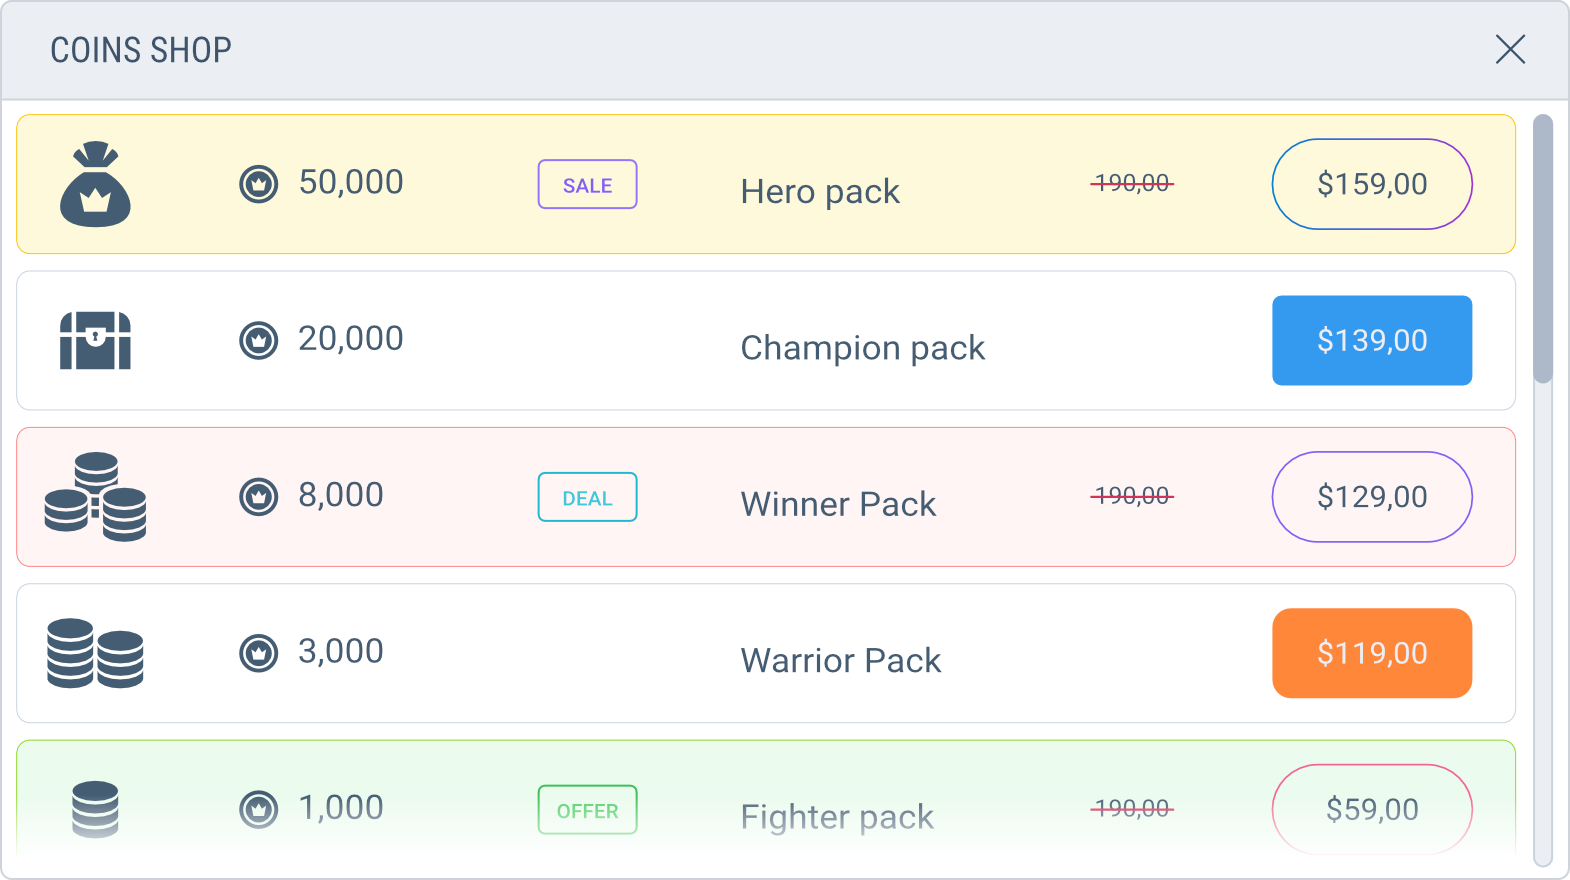 COINS SHOP
50,000 SALE Hero pack 190,00 $159,00
20,000 Champion pack $139,00
8,000 DEAL Winner Pack 190,00 $129,00
3,000 Warrior Pack $119,00
1,000 OFFER Fighter pack 190,00 $59,00